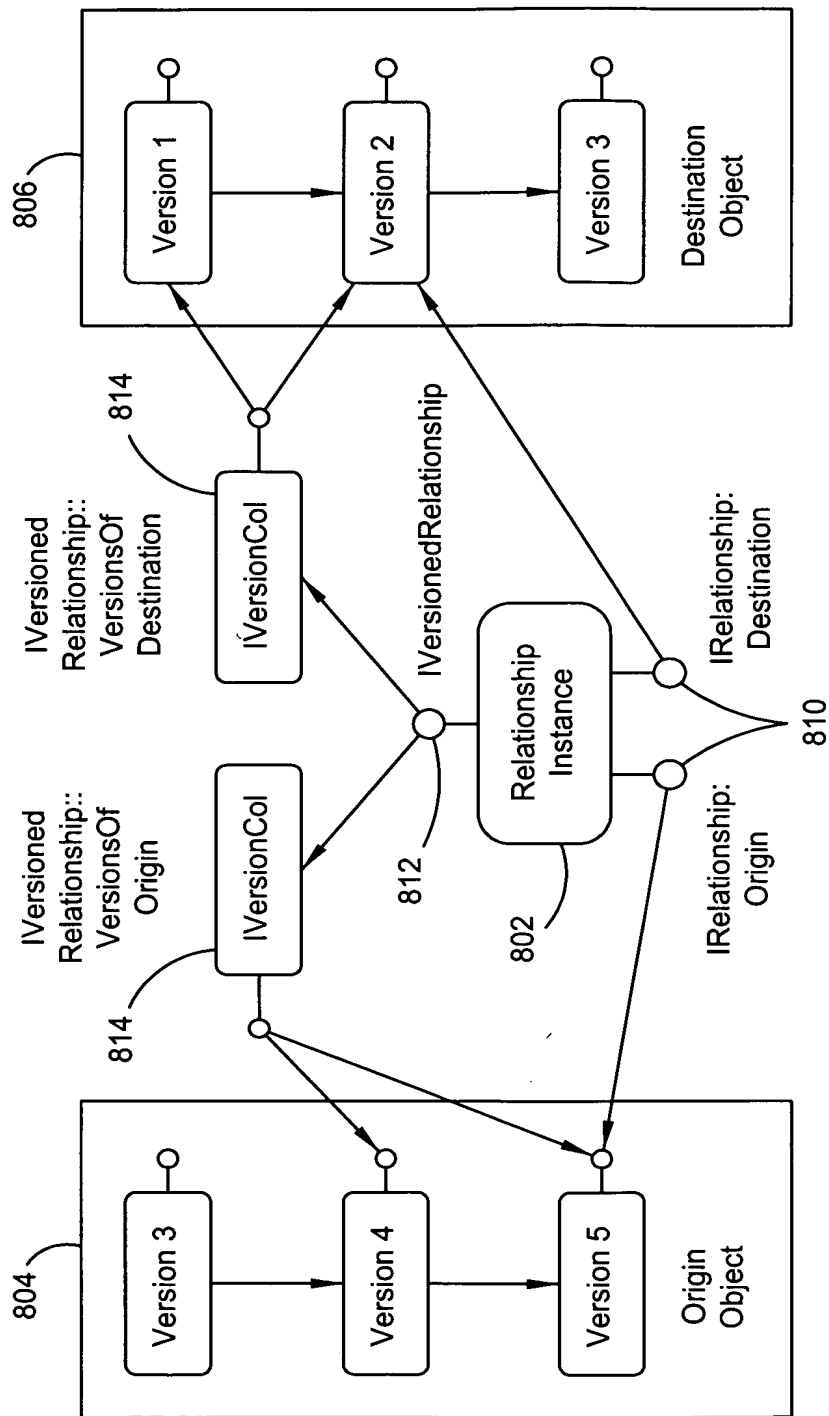 804
Version 3
Version 4
Version 5
Origin
Object
IVersioned
Relationship::
VersionsOf
Origin
814
IVersionCol
IVersioned
Relationship::
VersionsOf
Destination
814
IVersionCol
812
IVersionedRelationship
Relationship
Instance
802
IRelationship:
Origin
IRelationship:
Destination
810
806
Version 1
Version 2
Version 3
Destination
Object